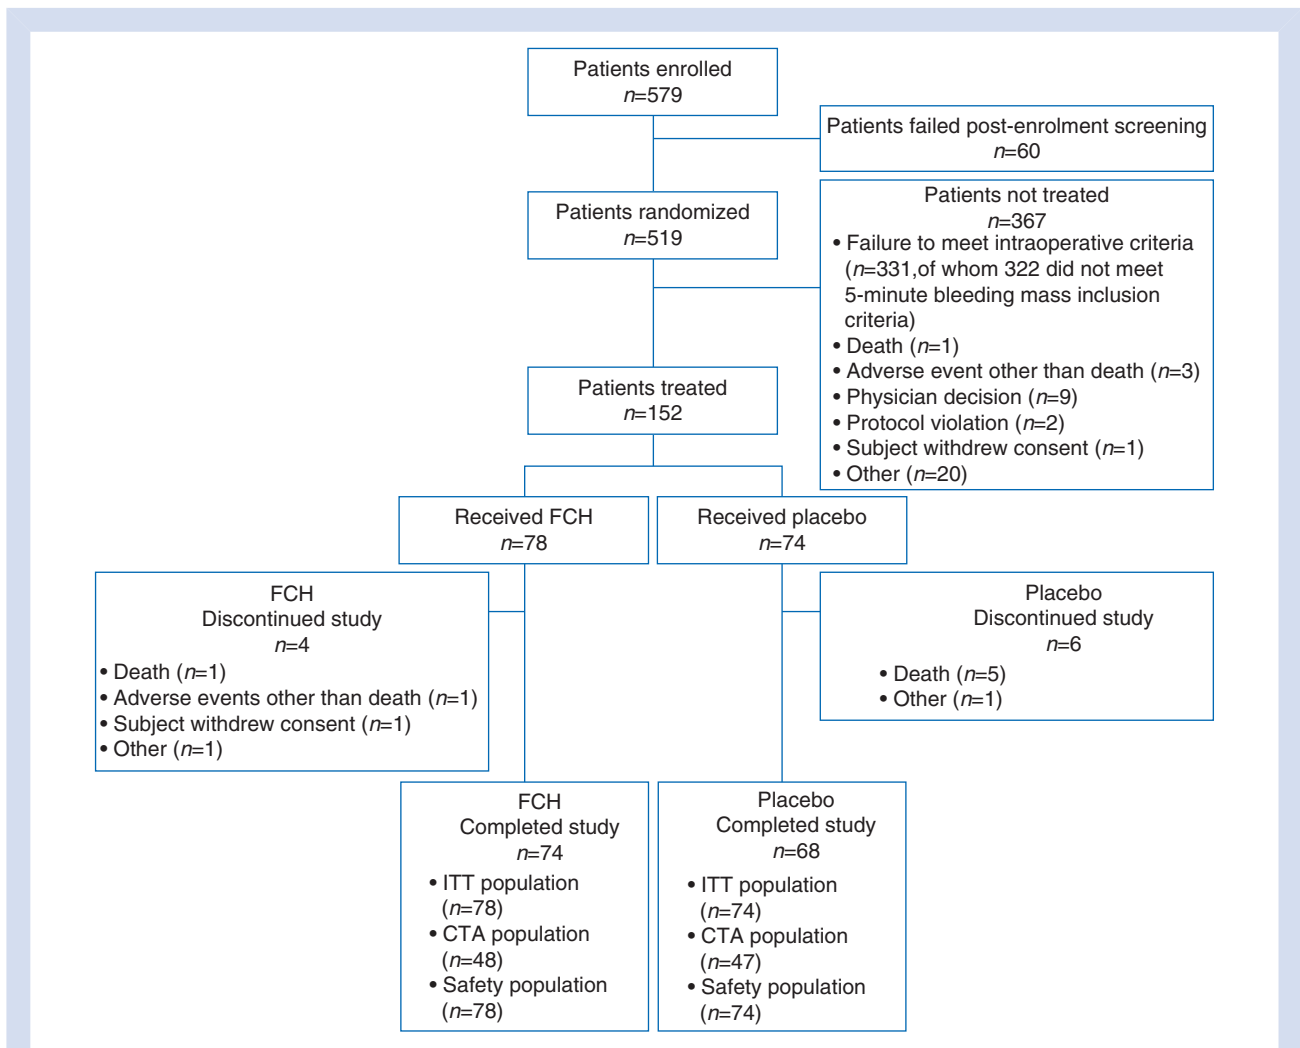 Patients enrolled
n=579
Patients failed post-enrolment screening
n=60
Patients randomized
n=519
Patients not treated
n=367
• Failure to meet intraoperative criteria
(n=331,of whom 322 did not meet
5-minute bleeding mass inclusion
criteria)
• Death (n=1)
• Adverse event other than death (n=3)
• Physician decision (n=9)
• Protocol violation (n=2)
• Subject withdrew consent (n=1)
• Other (n=20)
Patients treated
n=152
Received FCH
n=78
Received placebo
n=74
FCH
Discontinued study
n=4
• Death (n=1)
• Adverse events other than death (n=1)
• Subject withdrew consent (n=1)
• Other (n=1)
Placebo
Discontinued study
n=6
• Death (n=5)
• Other (n=1)
FCH
Completed study
n=74
• ITT population
(n=78)
• CTA population
(n=48)
• Safety population
(n=78)
Placebo
Completed study
n=68
• ITT population
(n=74)
• CTA population
(n=47)
• Safety population
(n=74)